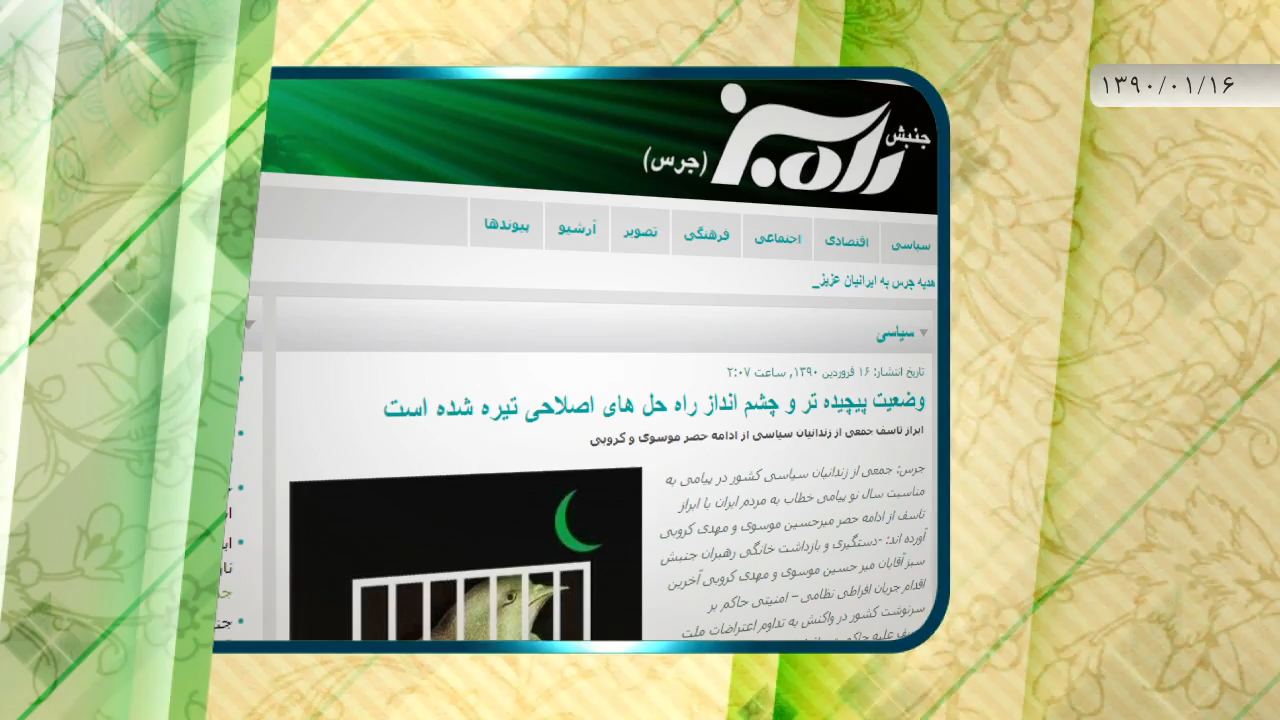 ۱۳۹۰/۰۱/۱۶
جنبش راه سبز
(جرس)
سیاسی
اقتصادی
اجتماعی
فرهنگی
تصویر
آرشیو
پیوندها
هدیه جرس به ایرانیان عزیز_
سیاسی
تاریخ انتشار: ۱۶ فروردین ۱۳۹۰, ساعت ۲:۰۷
وضعیت پیچیده تر و چشم انداز راه حل های اصلاحی تیره شده است
ابراز تاسف جمعی از زندانیان سیاسی از ادامه حصر موسوی و کروبی
جرس: جمعی از زندانیان سیاسی کشور در پیامی به
مناسبت سال نو پیامی خطاب به مردم ایران با ابراز
تاسف از ادامه حصر میرحسین موسوی و مهدی کروبی
آورده اند: -دستگیری و بازداشت خانگی رهبران جنبش
سبز آقایان میر حسین موسوی و مهدی کروبی آخرین
اقدام جریان افراطی نظامی – امنیتی حاکم بر
سرنوشت کشور در واکنش به تداوم اعتراضات ملت